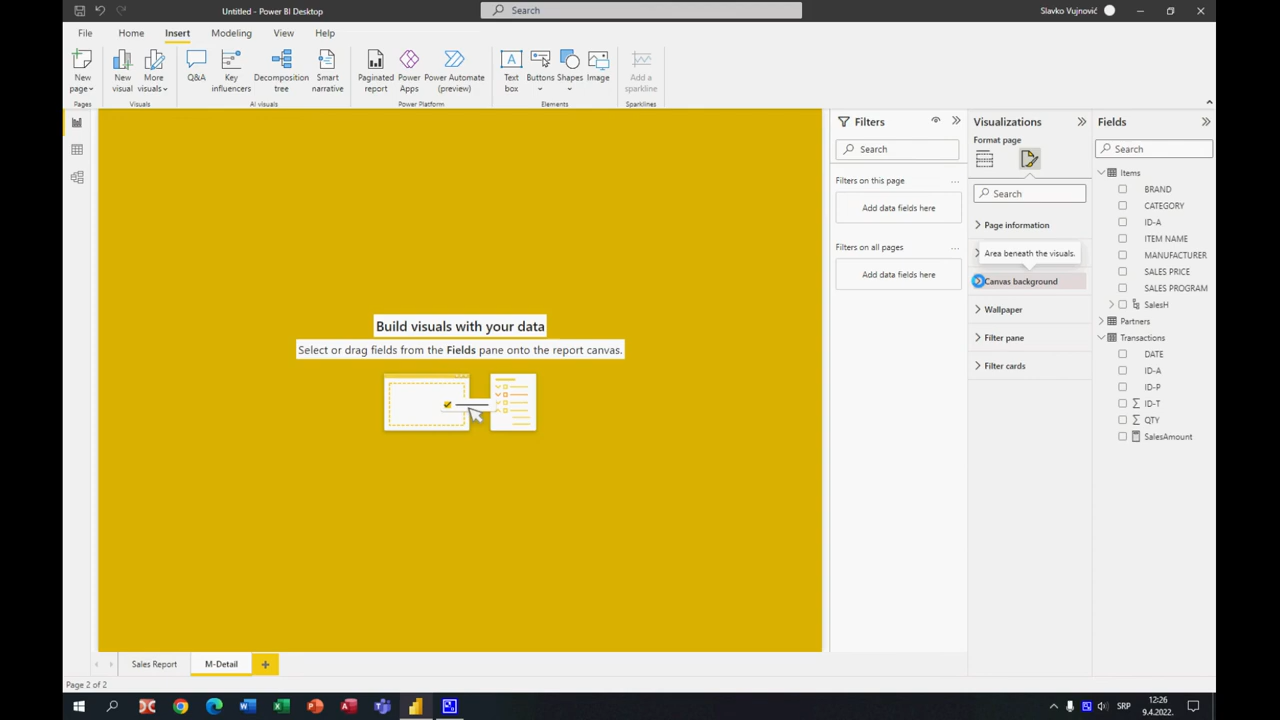 Untitled - Power BI Desktop
Search
Slavko Vujnović
File
Home
Insert
Modeling
View
Help
New page
New visual
More visuals
Q&A
Key influencers
Decomposition tree
Smart narrative
Paginated report
Power Apps
Power Automate (preview)
Text box
Buttons
Shapes
Image
Add a sparkline
Pages
Visuals
AI visuals
Power Platform
Elements
Sparklines
Build visuals with your data
Select or drag fields from the Fields pane onto the report canvas.
Filters
Search
Filters on this page
Add data fields here
Filters on all pages
Add data fields here
Visualizations
Format page
Search
Page information
Area beneath the visuals.
Canvas background
Wallpaper
Filter pane
Filter cards
Fields
Search
Items
BRAND
CATEGORY
ID-A
ITEM NAME
MANUFACTURER
SALES PRICE
SALES PROGRAM
SalesH
Partners
Transactions
DATE
ID-A
ID-P
ID-T
QTY
SalesAmount
Sales Report
M-Detail
Page 2 of 2
SRP
12:26
9.4.2022.